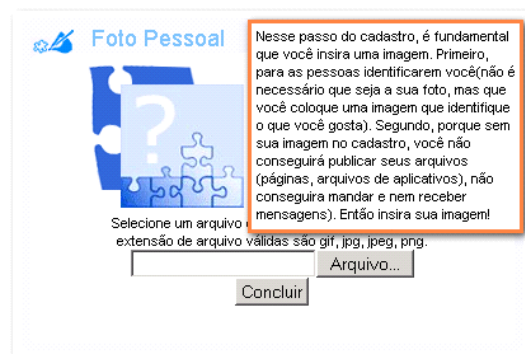 Foto Pessoal
Nesse passo do cadastro, é fundamental
que você insira uma imagem. Primeiro,
para as pessoas identificarem você(não é
necessário que seja a sua foto, mas que
você coloque uma imagem que identifique
o que você gosta). Segundo, porque sem
sua imagem no cadastro, você não
conseguirá publicar seus arquivos
(páginas, arquivos de aplicativos), não
conseguira mandar e nem receber
mensagens). Então insira sua imagem!
?
Selecione um arquivo
extensão de arquivo válidas são gif, jpg, jpeg, png.
Arquivo...
Concluir